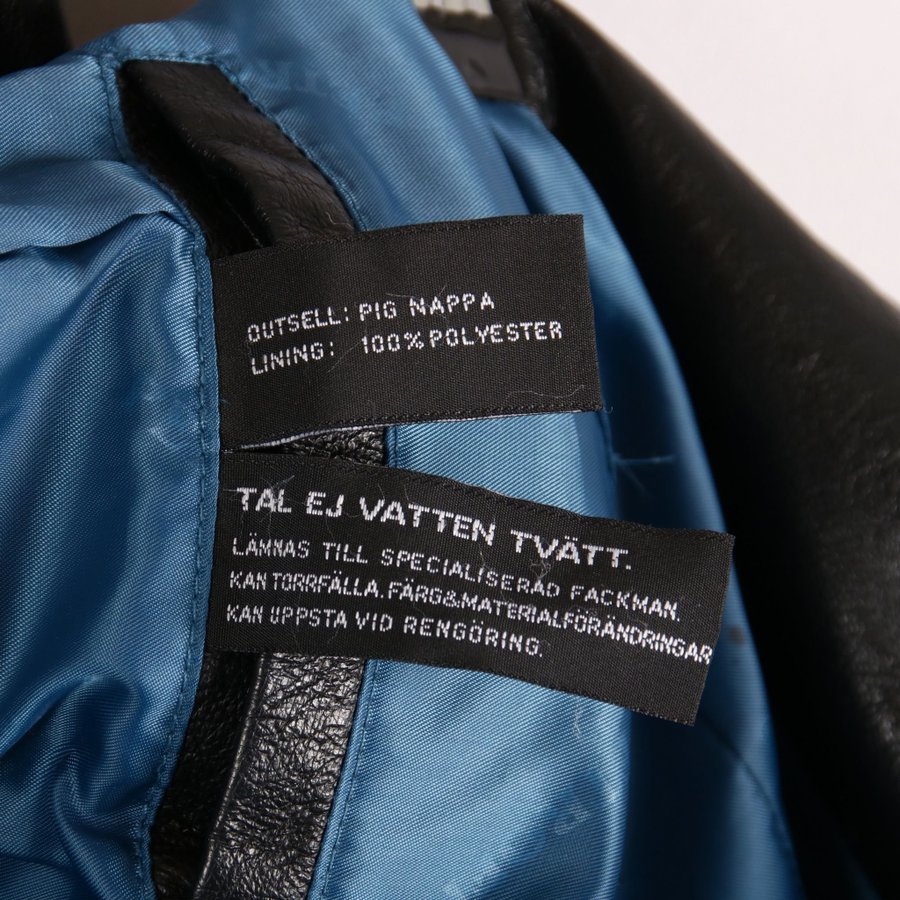 OUTSELL: PIG NAPPA
LINING: 100% POLYESTER
TÅL EJ VATTEN TVÄTT.
LÄMNAS TILL SPECIALISERAD FACKMAN.
KAN TORRFÄLLA. FÄRG&MATERIALFÖRÄNDRINGAR
KAN UPPSTA VID RENGÖRING.